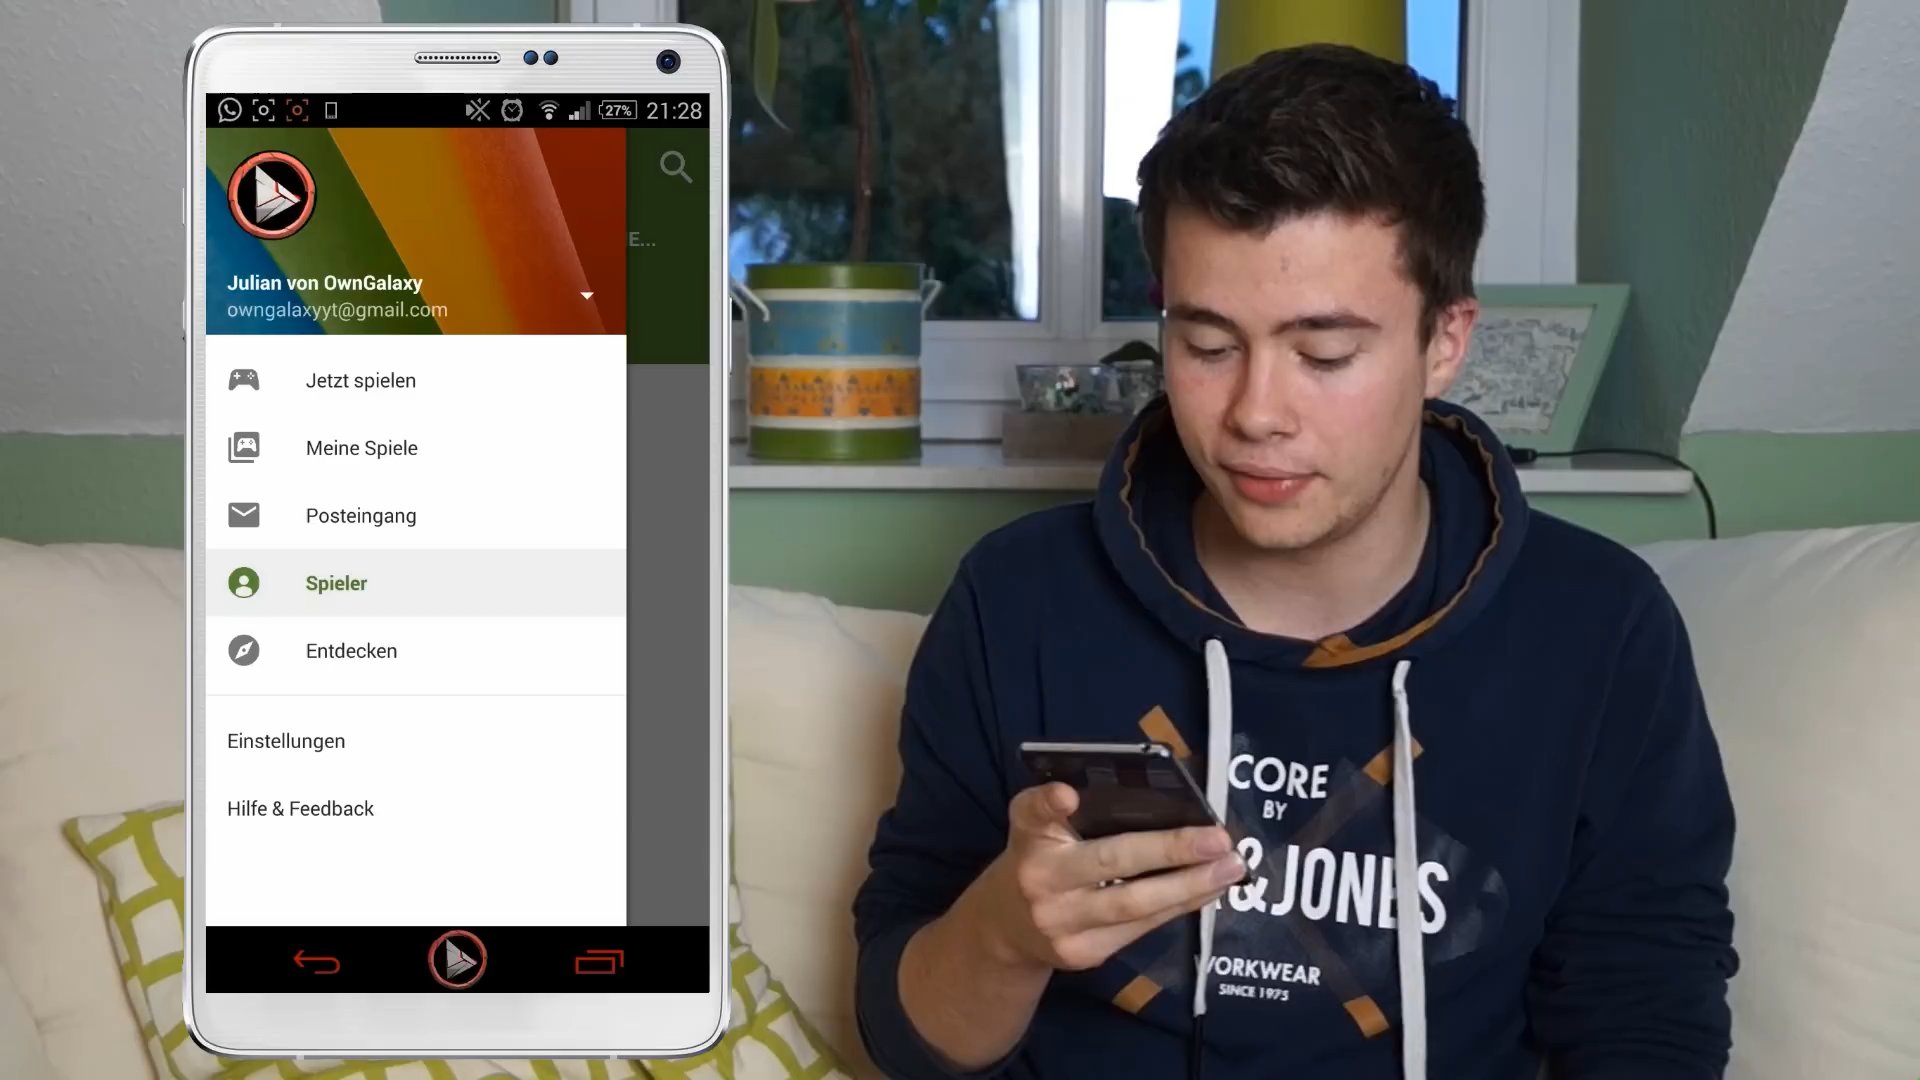 27% 21:28
E...
Julian von OwnGalaxy
owngalaxyyt@gmail.com
Jetzt spielen
Meine Spiele
Posteingang
Spieler
Entdecken
Einstellungen
Hilfe & Feedback
CORE
BY
& JONES
WORKWEAR
SINCE 1975